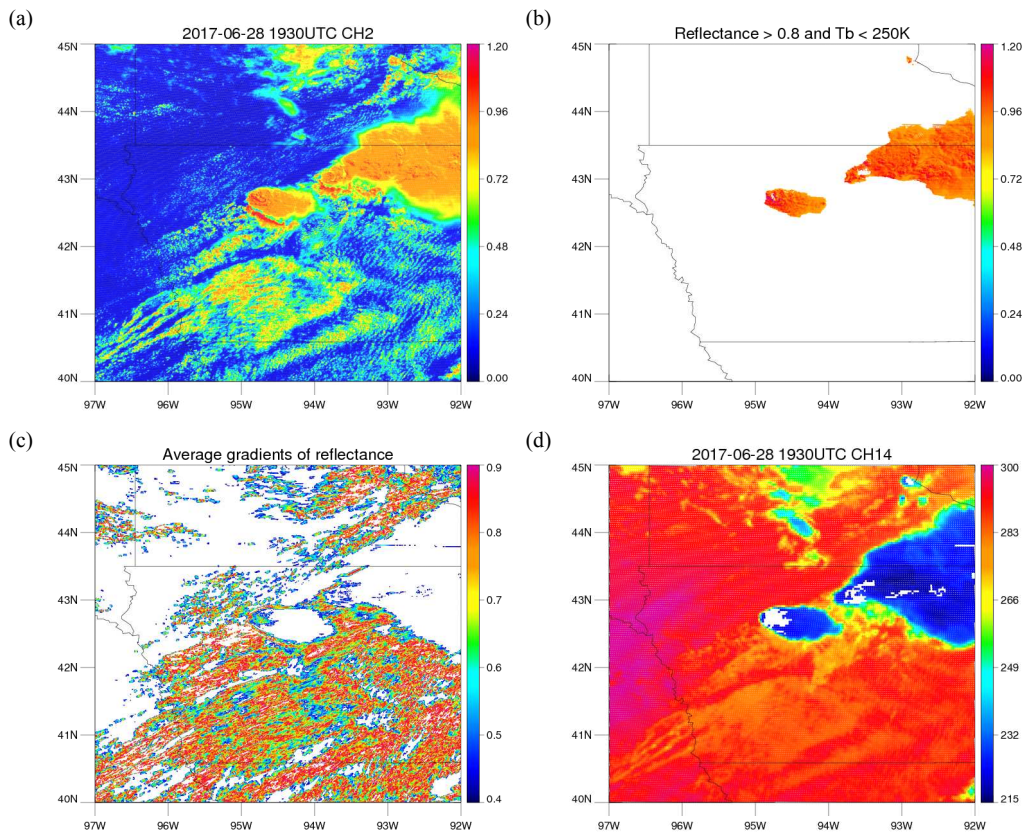 (a)
2017-06-28 1930UTC CH2
45N
44N
43N
42N
41N
40N
97W 96W 95W 94W 93W 92W
1.20
0.96
0.72
0.48
0.24
0.00
(b)
Reflectance > 0.8 and Tb < 250K
45N
44N
43N
42N
41N
40N
97W 96W 95W 94W 93W 92W
1.20
0.96
0.72
0.48
0.24
0.00
(c)
Average gradients of reflectance
45N
44N
43N
42N
41N
40N
97W 96W 95W 94W 93W 92W
0.9
0.8
0.7
0.6
0.5
0.4
(d)
2017-06-28 1930UTC CH14
45N
44N
43N
42N
41N
40N
97W 96W 95W 94W 93W 92W
300
283
266
249
232
215